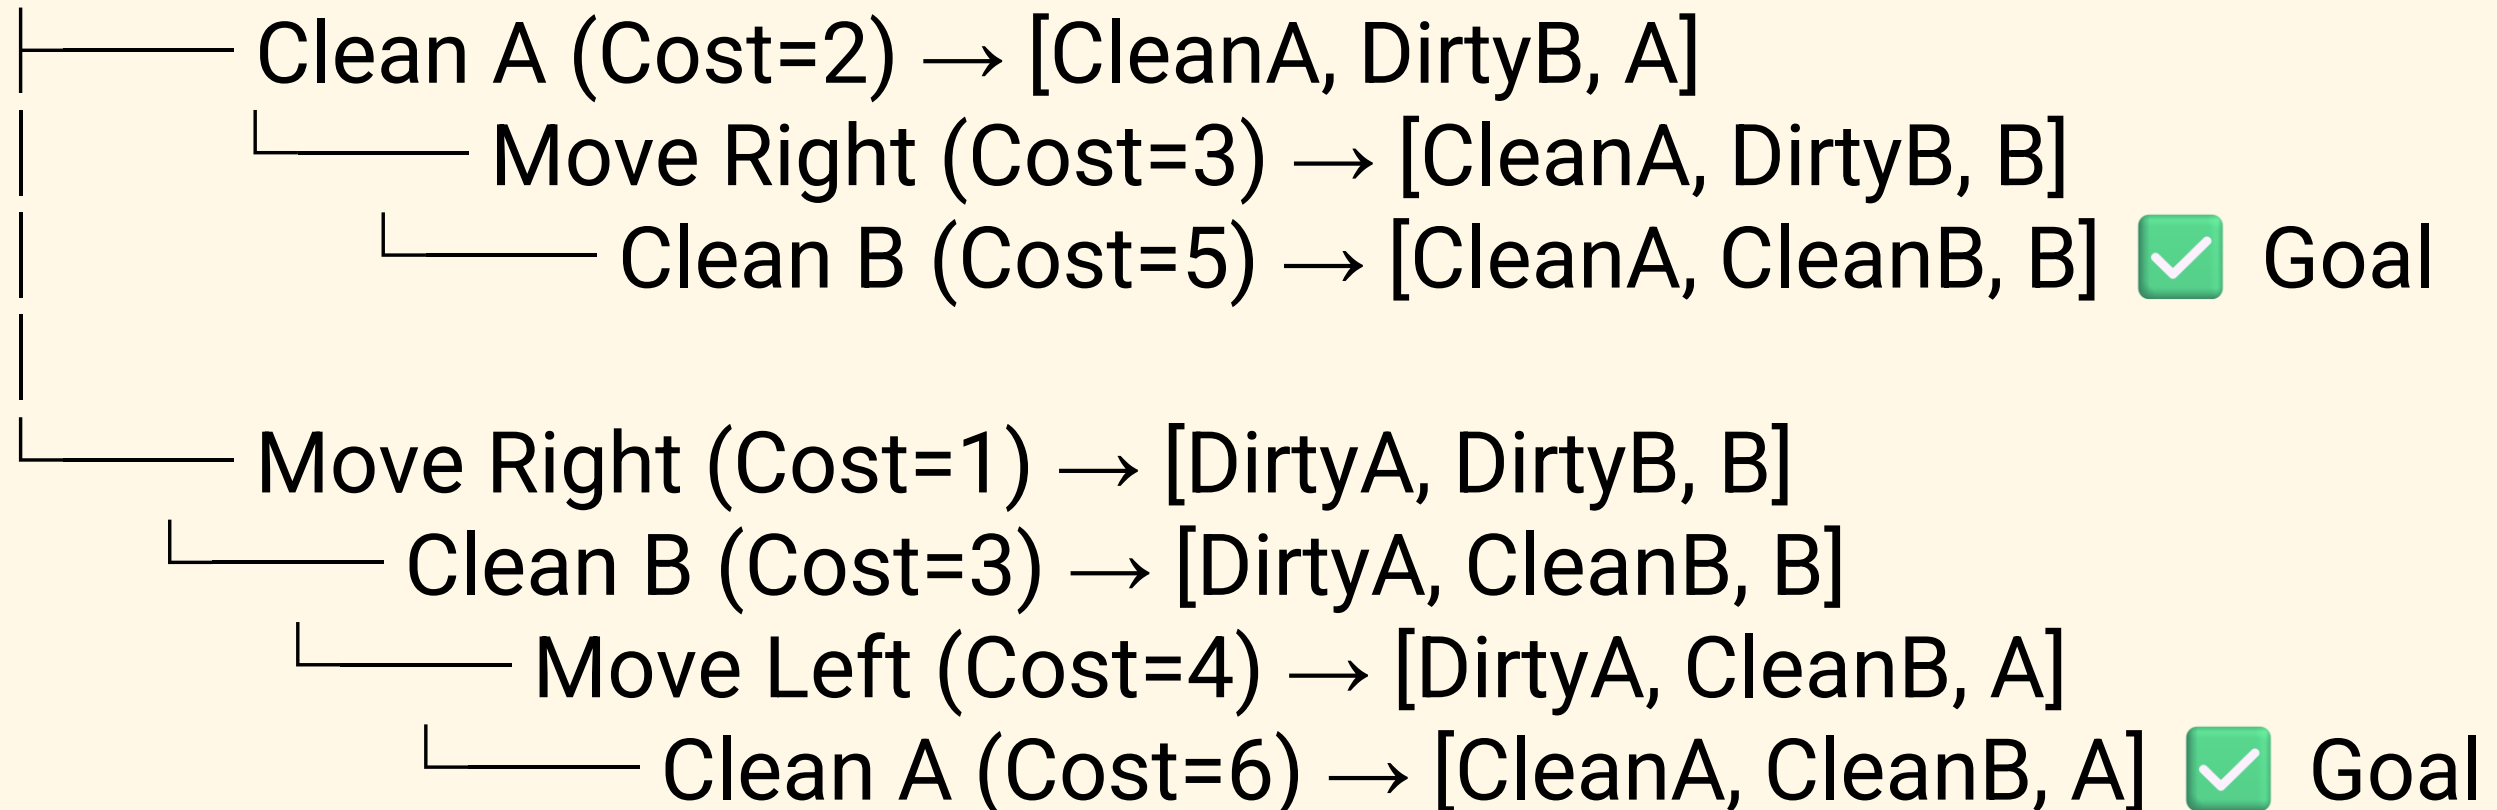 ├── Clean A (Cost=2) → [CleanA, DirtyB, A]
│ └── Move Right (Cost=3) → [CleanA, DirtyB, B]
│ └── Clean B (Cost=5) → [CleanA, CleanB, B] ✅ Goal
│
└── Move Right (Cost=1) → [DirtyA, DirtyB, B]
└── Clean B (Cost=3) → [DirtyA, CleanB, B]
└── Move Left (Cost=4) → [DirtyA, CleanB, A]
└── Clean A (Cost=6) → [CleanA, CleanB, A] ✅ Goal